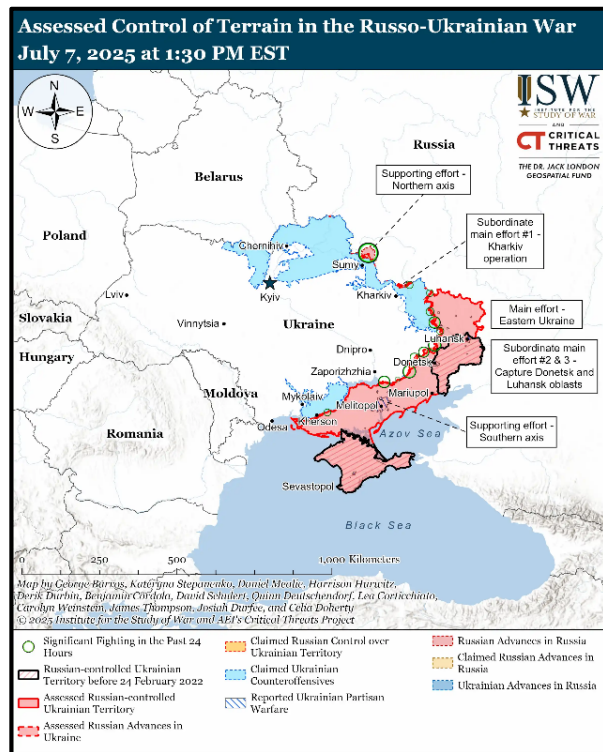 Assessed Control of Terrain in the Russo-Ukrainian War
July 7, 2025 at 1:30 PM EST
N
W E
S
ISW
INSTITUTE FOR THE
STUDY OF WAR
AND
CT CRITICAL
THREATS
THE DR. JACK LONDON
GEOSPATIAL FUND
Russia
Belarus
Supporting effort -
Northern axis
Poland
Subordinate
main effort #1 -
Kharkiv
operation
Chernihiv
Sumy
Kyiv
Kharkiv
Lviv
Main effort -
Eastern Ukraine
Slovakia
Vinnytsia
Ukraine
Luhansk
Hungary
Dnipro
Donetsk
Subordinate main
effort #2 & 3 -
Capture Donetsk and
Luhansk oblasts
Zaporizhzhia
Moldova
Mykolaiv
Mariupol
Melitopol
Romania
Odesa
Kherson
Azov Sea
Supporting effort -
Southern axis
Sevastopol
Black Sea
0 250 500 1,000 Kilometers
Map by George Barros, Kateryna Stepanenko, Daniel Mealie, Harrison Hurwitz,
Derik Durbin, Benjamin Cordola, David Schulert, Quinn Deutschendorf, Lea Corticchiato,
Carolyn Weinstein, James Thompson, Josiah Durfee, and Celia Doherty
© 2025 Institute for the Study of War and AEI's Critical Threats Project
Significant Fighting in the Past 24
Hours
Russian-controlled Ukrainian
Territory before 24 February 2022
Assessed Russian-controlled
Ukrainian Territory
Assessed Russian Advances in
Ukraine
Claimed Russian Control over
Ukrainian Territory
Claimed Ukrainian
Counteroffensives
Reported Ukrainian Partisan
Warfare
Russian Advances in Russia
Claimed Russian Advances in
Russia
Ukrainian Advances in Russia